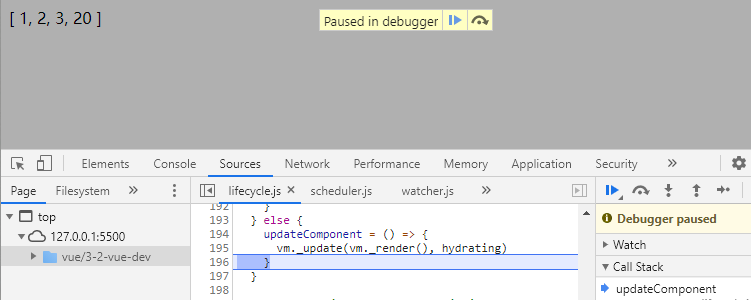 [ 1, 2, 3, 20 ]
Paused in debugger
Elements Console Sources Network Performance Memory Application Security »
Page Filesystem » lifecycle.js × scheduler.js watcher.js »
top
127.0.0.1:5500
vue/3-2-vue-dev
192 }
193 } else {
194 updateComponent = () => {
195 vm._update(vm._render(), hydrating)
196 }
197 }
198
Debugger paused
Watch
Call Stack
updateComponent